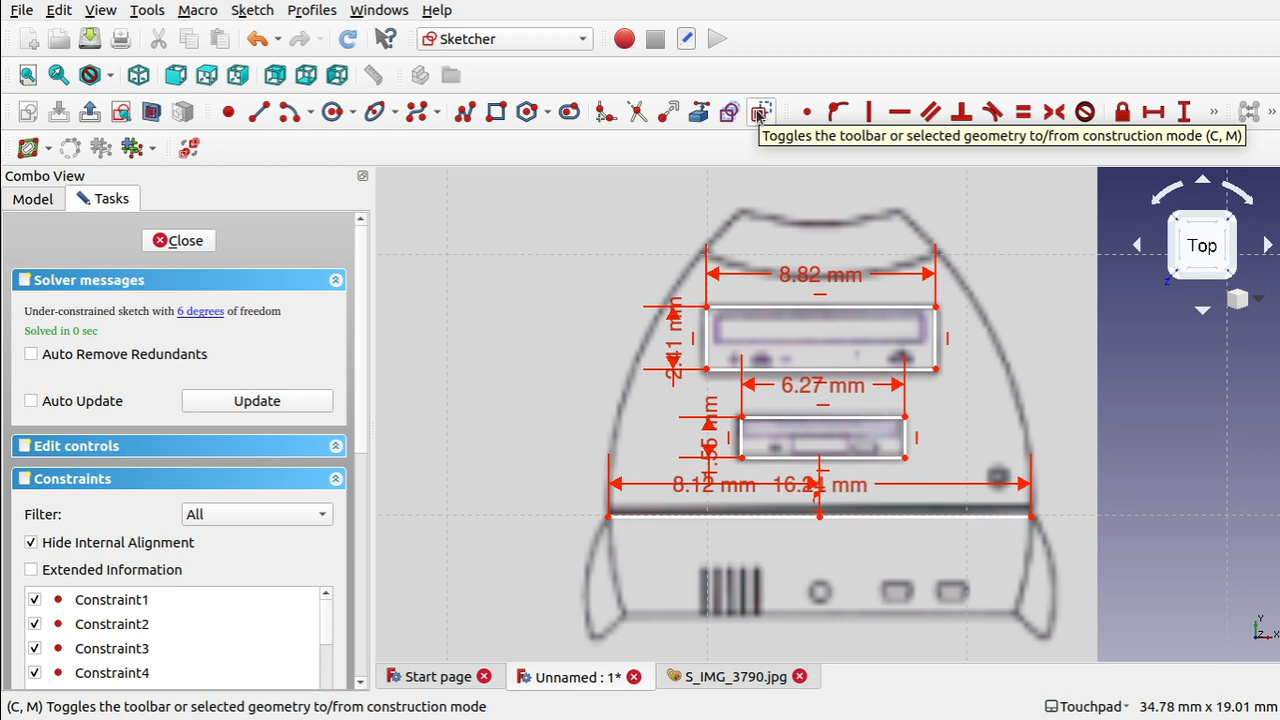 File Edit View Tools Macro Sketch Profiles Windows Help
Sketcher
Toggles the toolbar or selected geometry to/from construction mode (C, M)
Combo View
Model Tasks
Close
Solver messages
Under-constrained sketch with 6 degrees of freedom
Solved in 0 sec
Auto Remove Redundants
Auto Update Update
Edit controls
Constraints
Filter: All
Hide Internal Alignment
Extended Information
Constraint1
Constraint2
Constraint3
Constraint4
Top
Z
8.82 mm
6.27 mm
8.12 mm 16.24 mm
Y
Z X
Start page Unnamed : 1* S_IMG_3790.jpg
(C, M) Toggles the toolbar or selected geometry to/from construction mode Touchpad 34.78 mm x 19.01 mm